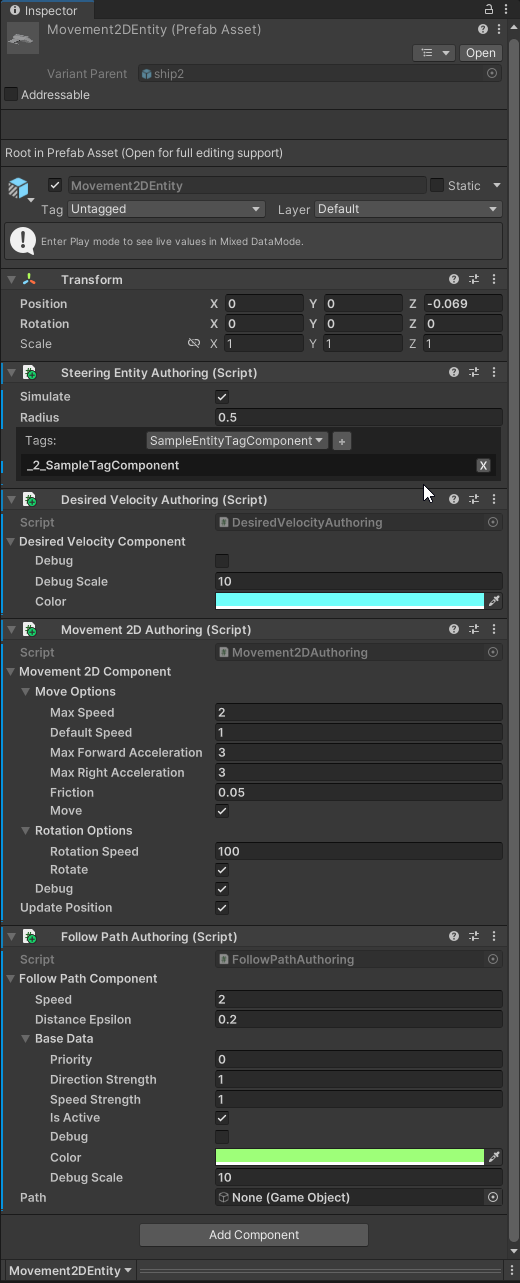 Inspector
Movement2DEntity (Prefab Asset)
Open
Variant Parent ship2
Addressable
Root in Prefab Asset (Open for full editing support)
Movement2DEntity Static
Tag Untagged Layer Default
Enter Play mode to see live values in Mixed DataMode.
Transform
Position X 0 Y 0 Z -0.069
Rotation X 0 Y 0 Z 0
Scale X 1 Y 1 Z 1
Steering Entity Authoring (Script)
Simulate
Radius 0.5
Tags: SampleEntityTagComponent +
_2_SampleTagComponent X
Desired Velocity Authoring (Script)
Script DesiredVelocityAuthoring
Desired Velocity Component
Debug
Debug Scale 10
Color
Movement 2D Authoring (Script)
Script Movement2DAuthoring
Movement 2D Component
Move Options
Max Speed 2
Default Speed 1
Max Forward Acceleration 3
Max Right Acceleration 3
Friction 0.05
Move
Rotation Options
Rotation Speed 100
Rotate
Debug
Update Position
Follow Path Authoring (Script)
Script FollowPathAuthoring
Follow Path Component
Speed 2
Distance Epsilon 0.2
Base Data
Priority 0
Direction Strength 1
Speed Strength 1
Is Active
Debug
Color
Debug Scale 10
Path None (Game Object)
Add Component
Movement2DEntity